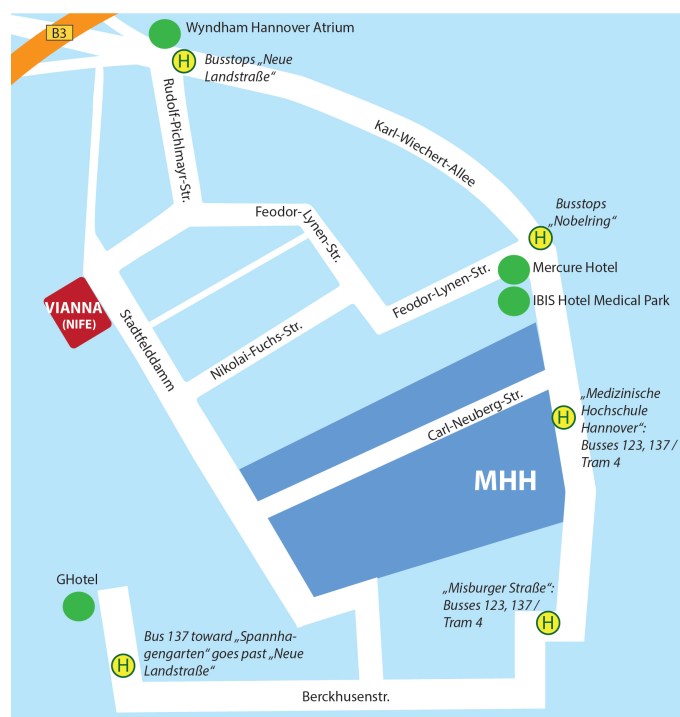 B3
Wyndham Hannover Atrium
Busstops „Neue
Landstraße“
Rudolf-Pichlmayr-Str.
Karl-Wiechert-Allee
Busstops
„Nobelring“
Feodor-
Lynen-Str.
Mercure Hotel
Feodor-Lynen-Str.
IBIS Hotel Medical Park
VIANNA
(NIFE)
Stadtfelddamm
Nikolai-Fuchs-Str.
„Medizinische
Hochschule
Hannover“:
Busses 123, 137 /
Tram 4
Carl-Neuberg-Str.
MHH
GHotel
„Misburger Straße“:
Busses 123, 137 /
Tram 4
Bus 137 toward „Spannha-
gengarten“ goes past „Neue
Landstraße“
Berckhusenstr.
H
H
H
H
H